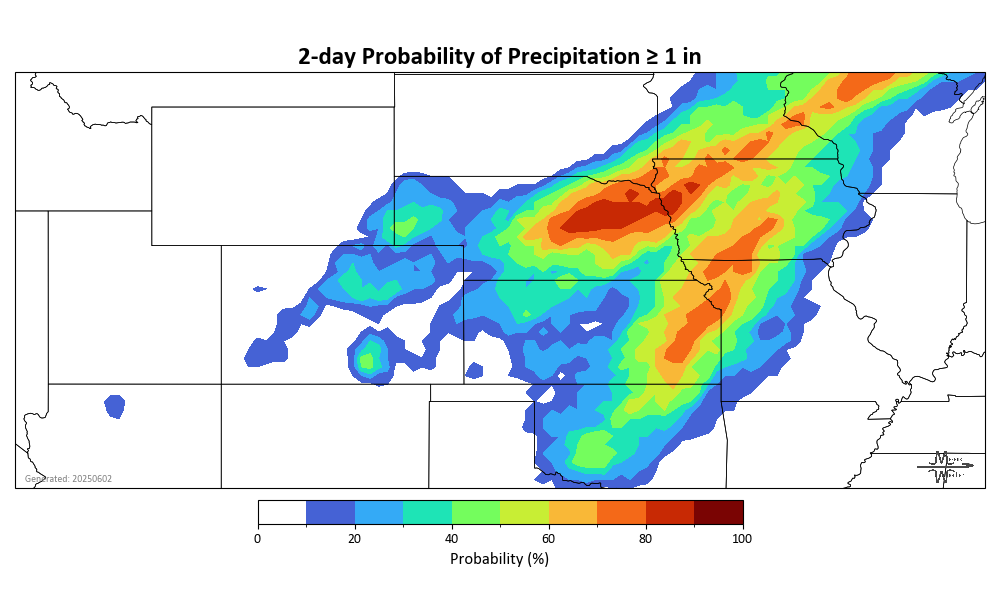 2-day Probability of Precipitation ≥ 1 in
Generated: 20250602
0 20 40 60 80 100
Probability (%)